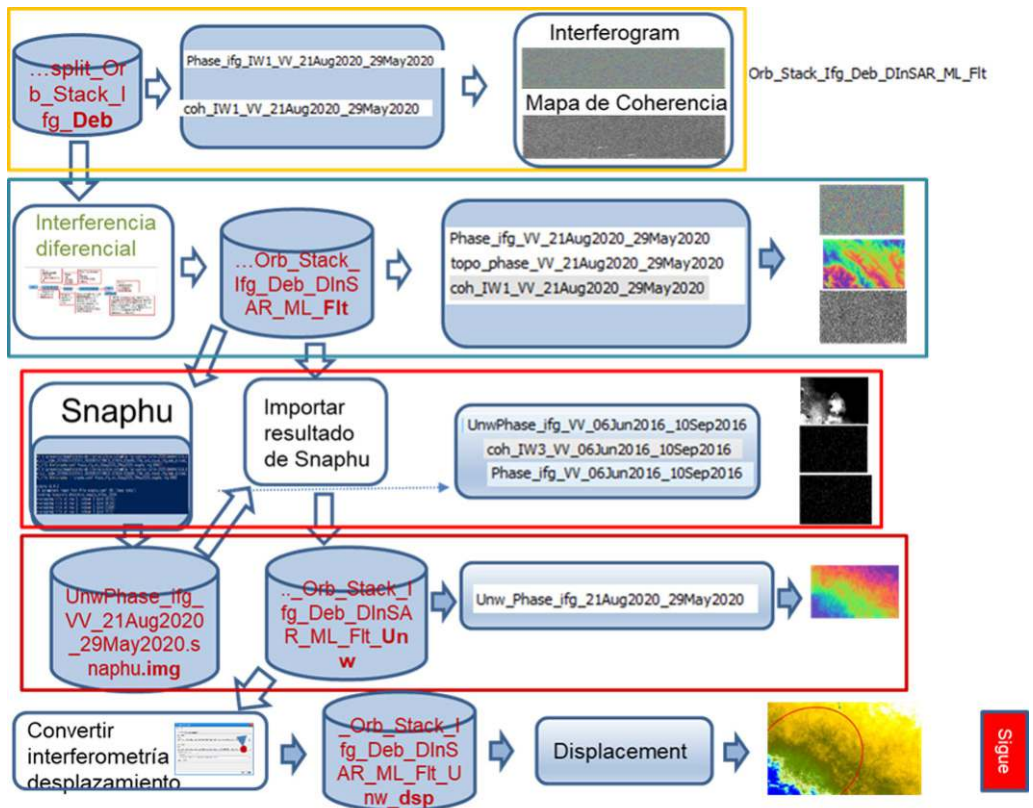 …split_Or
b_Stack_I
fg_Deb
Phase_ifg_IW1_VV_21Aug2020_29May2020
coh_IW1_VV_21Aug2020_29May2020
Interferogram
Mapa de Coherencia
Orb_Stack_Ifg_Deb_DInSAR_ML_Flt
Interferencia
diferencial
…Orb_Stack_
Ifg_Deb_DInS
AR_ML_Flt
Phase_ifg_VV_21Aug2020_29May2020
topo_phase_VV_21Aug2020_29May2020
coh_IW1_VV_21Aug2020_29May2020
Snaphu
Importar
resultado
de Snaphu
UnwPhase_ifg_VV_06Jun2016_10Sep2016
coh_IW3_VV_06Jun2016_10Sep2016
Phase_ifg_VV_06Jun2016_10Sep2016
UnwPhase_ifg_
VV_21Aug2020
_29May2020.s
naphu.img
.._Orb_Stack_I
fg_Deb_DInSA
R_ML_Flt_Un
w
Unw_Phase_ifg_21Aug2020_29May2020
Convertir
interferometría
desplazamiento
.._Orb_Stack_I
fg_Deb_DInS
AR_ML_Flt_U
nw_dsp
Displacement
Sigue